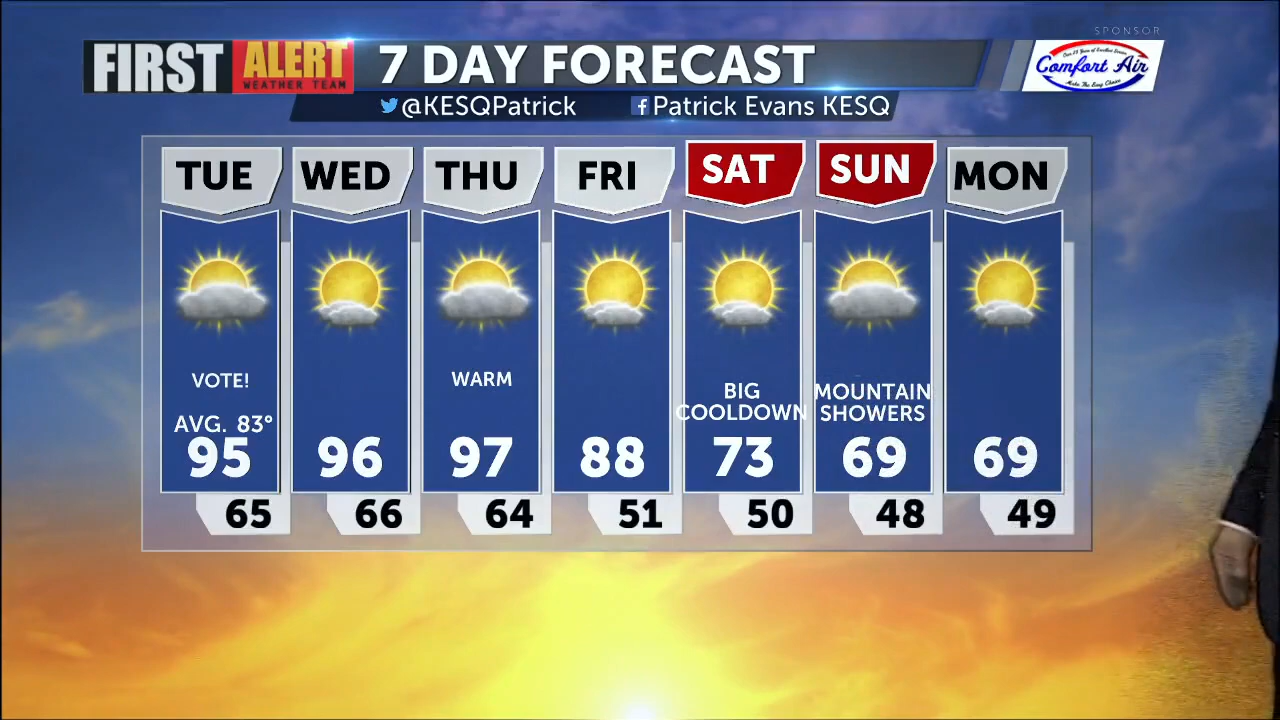 SPONSOR
FIRST ALERT
WEATHER TEAM
7 DAY FORECAST
Comfort Air
@KESQPatrick
Patrick Evans KESQ
TUE WED THU FRI SAT SUN MON
VOTE!
WARM
BIG
COOLDOWN
MOUNTAIN
SHOWERS
AVG. 83°
95 96 97 88 73 69 69
65 66 64 51 50 48 49